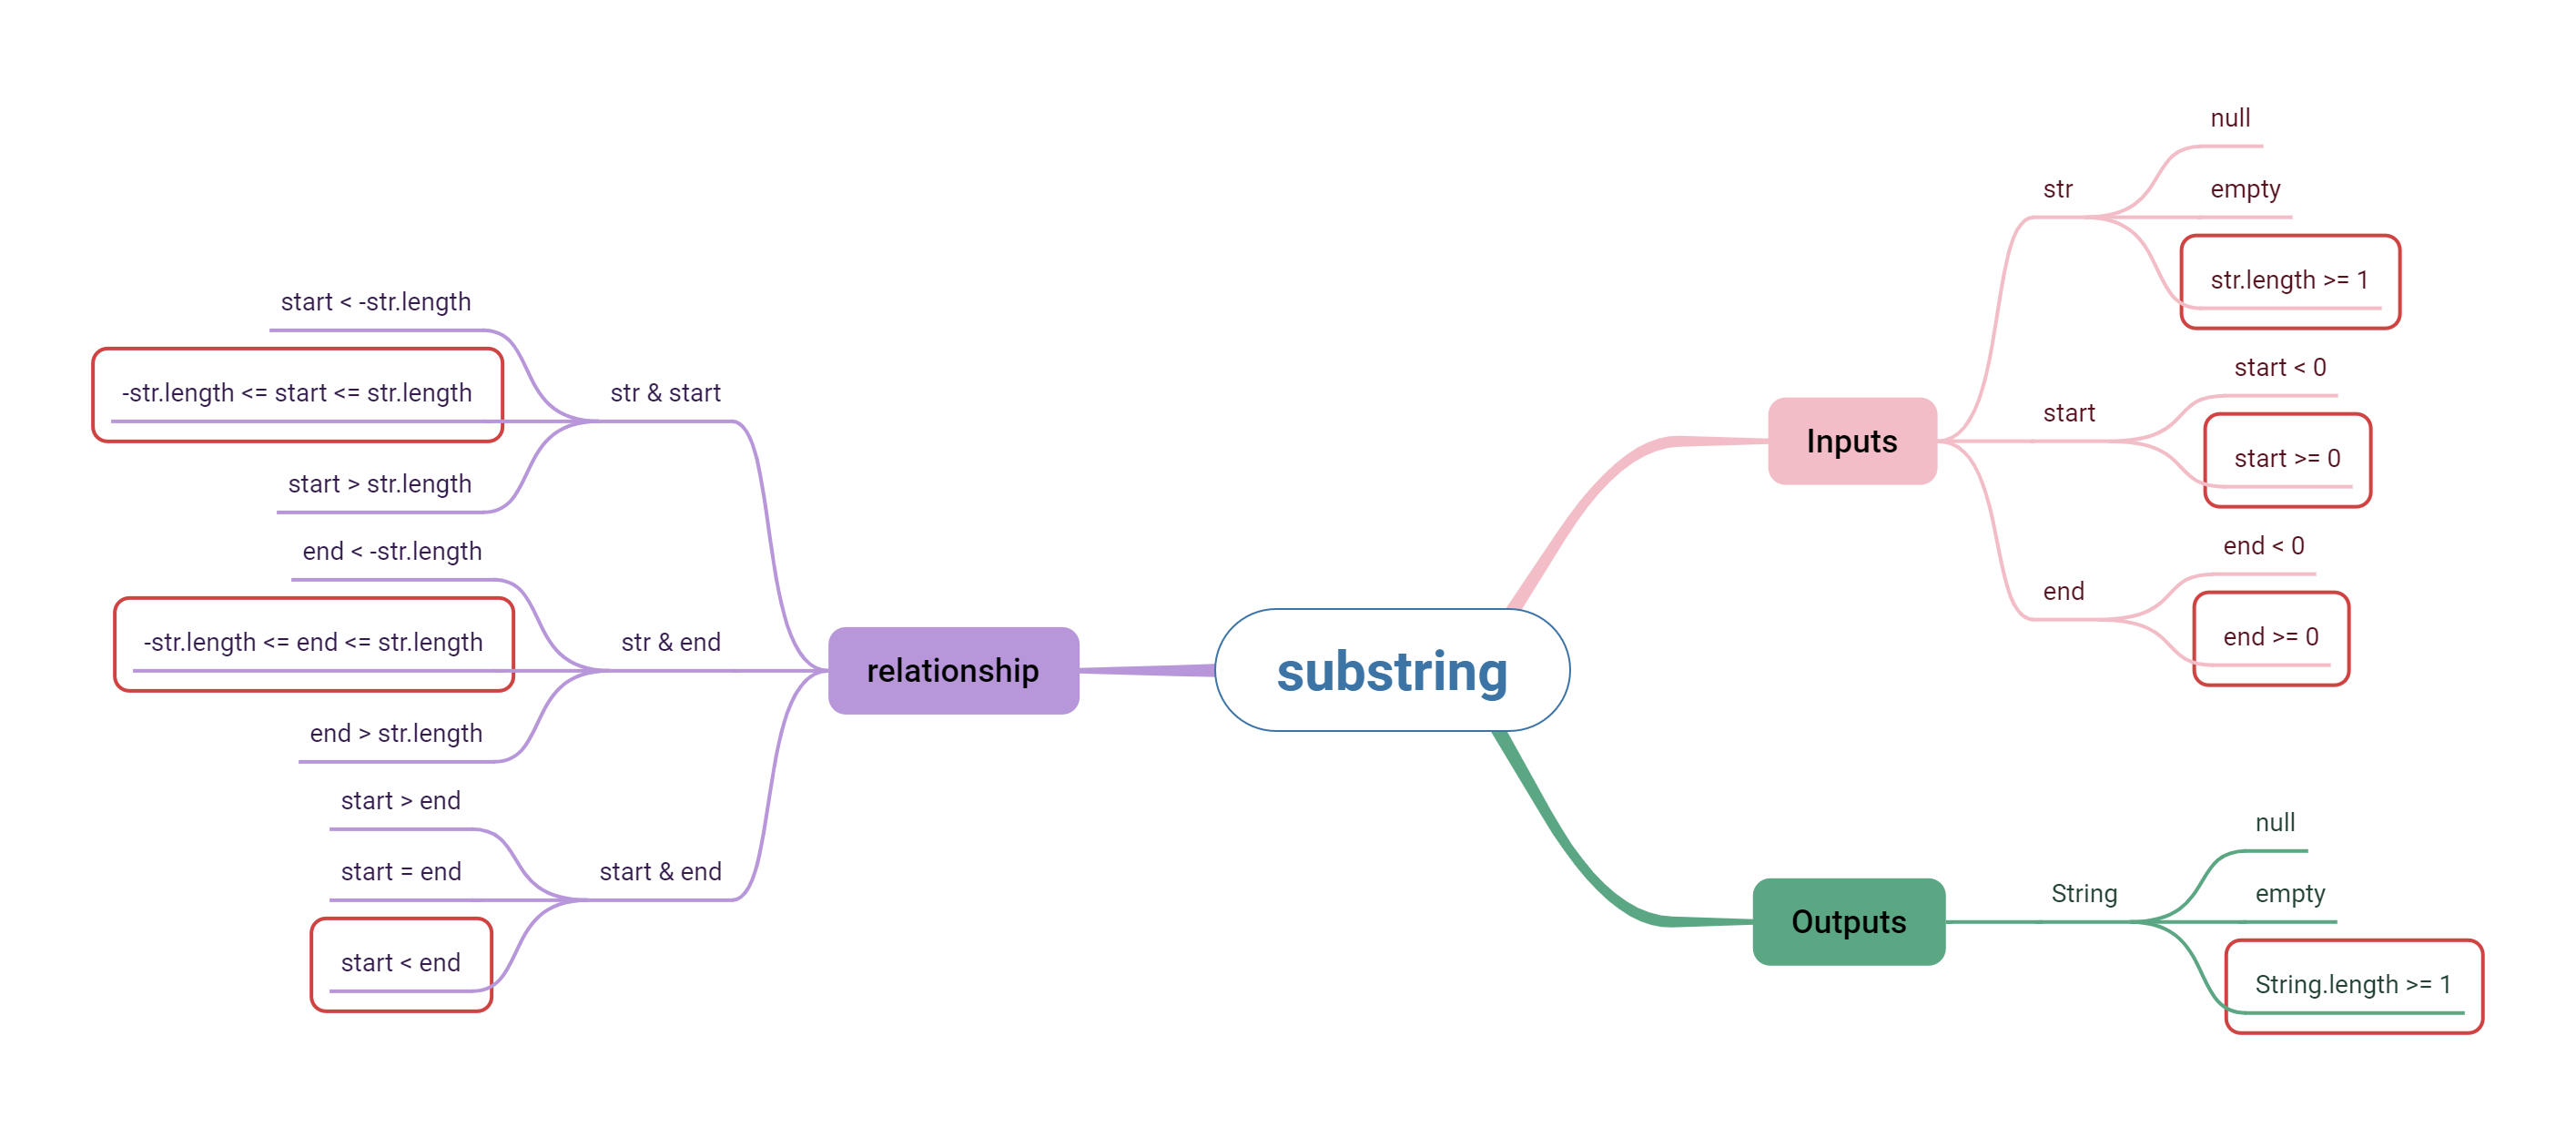 substring
Inputs
str
null
empty
str.length >= 1
start
start < 0
start >= 0
end
end < 0
end >= 0
Outputs
String
null
empty
String.length >= 1
relationship
str & start
start < -str.length
-str.length <= start <= str.length
start > str.length
str & end
end < -str.length
-str.length <= end <= str.length
end > str.length
start & end
start > end
start = end
start < end